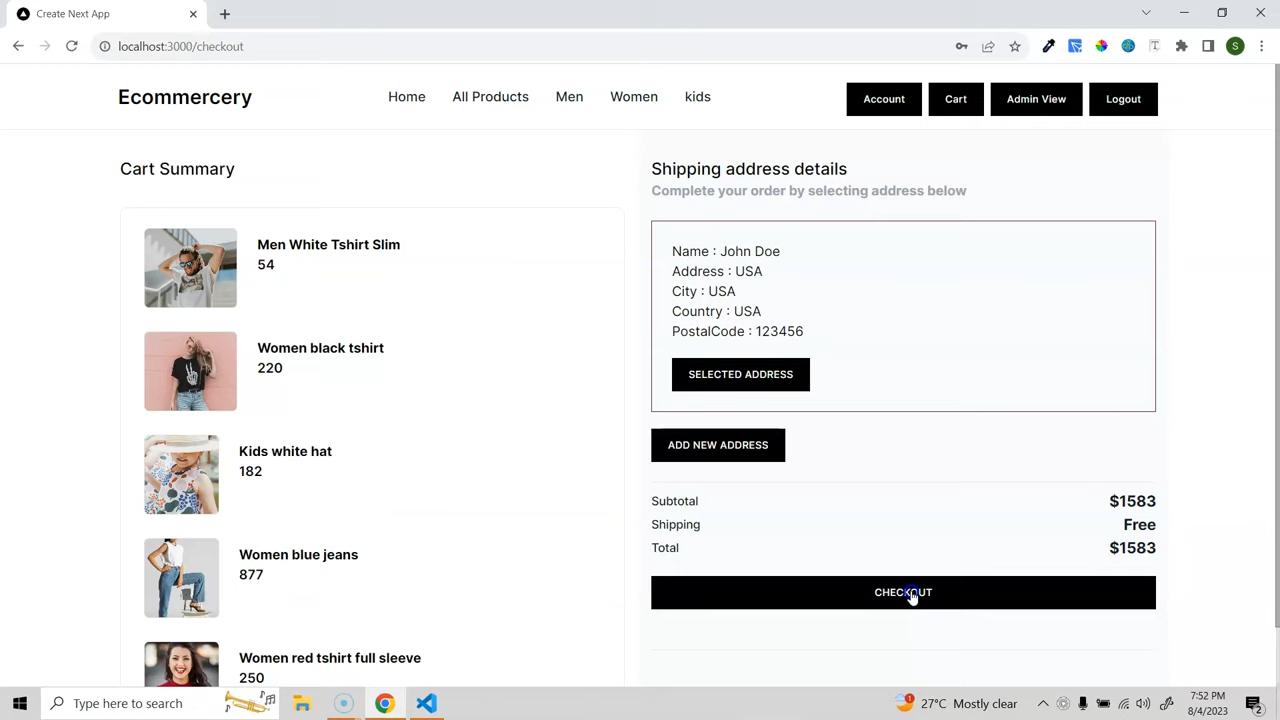 Create Next App
localhost:3000/checkout
S
Ecommercery
Home
All Products
Men
Women
kids
Account
Cart
Admin View
Logout
Cart Summary
Men White Tshirt Slim
54
Women black tshirt
220
Kids white hat
182
Women blue jeans
877
Women red tshirt full sleeve
250
Shipping address details
Complete your order by selecting address below
Name : John Doe
Address : USA
City : USA
Country : USA
PostalCode : 123456
SELECTED ADDRESS
ADD NEW ADDRESS
Subtotal $1583
Shipping Free
Total $1583
CHECKOUT
Type here to search
1
27°C Mostly clear
7:52 PM
8/4/2023
2